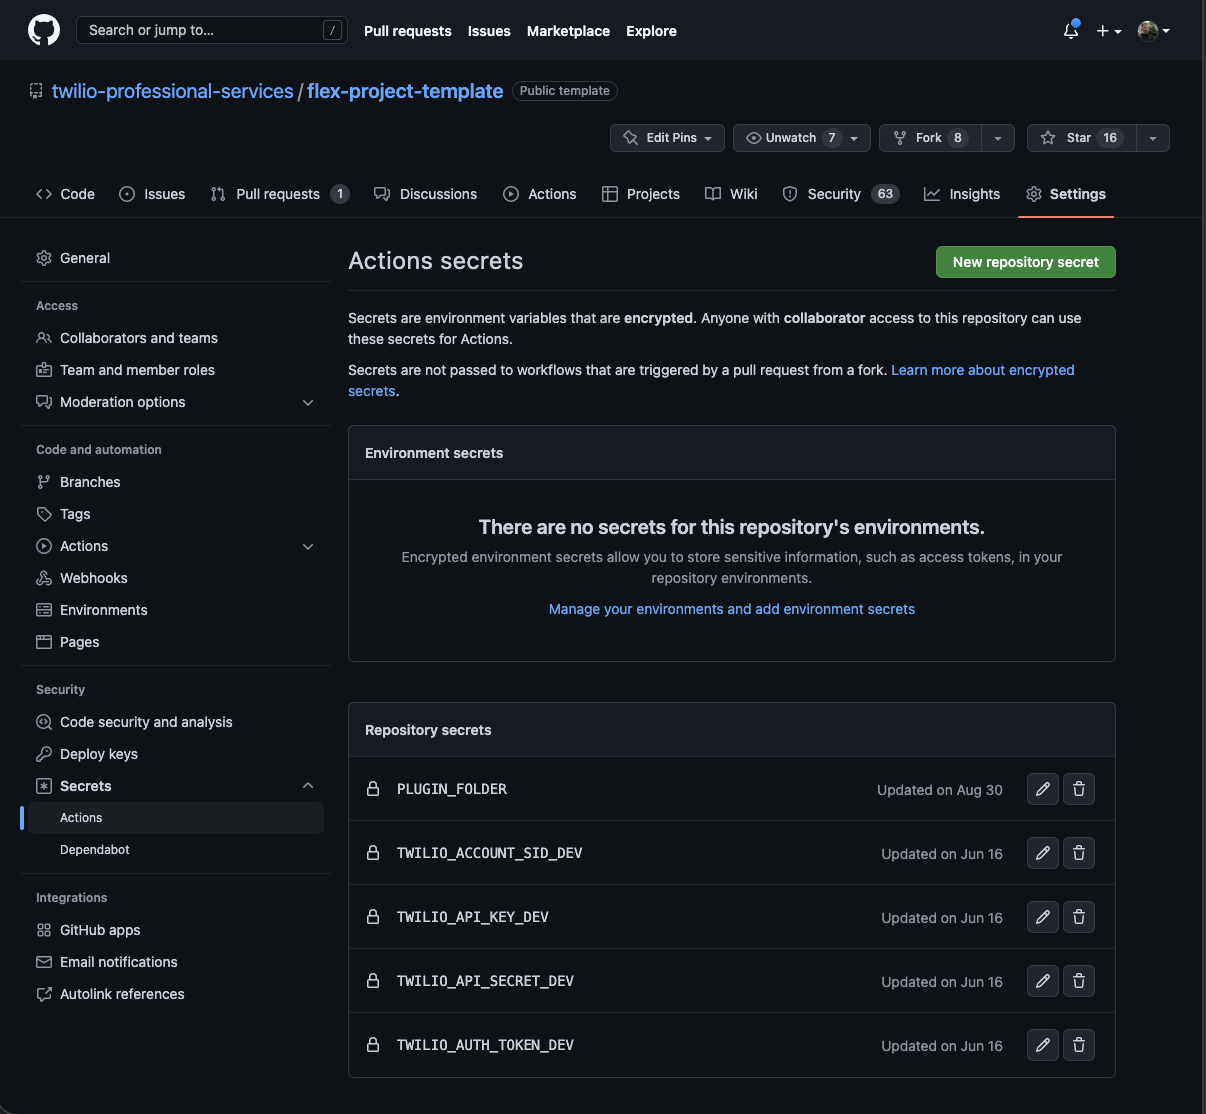 Search or jump to... /
Pull requests Issues Marketplace Explore
twilio-professional-services / flex-project-template Public template
Edit Pins Unwatch 7 Fork 8 Star 16
Code Issues Pull requests 1 Discussions Actions Projects Wiki Security 63 Insights Settings
General
Access
Collaborators and teams
Team and member roles
Moderation options
Code and automation
Branches
Tags
Actions
Webhooks
Environments
Pages
Security
Code security and analysis
Deploy keys
Secrets
Actions
Dependabot
Integrations
GitHub apps
Email notifications
Autolink references
Actions secrets
New repository secret
Secrets are environment variables that are encrypted. Anyone with collaborator access to this repository can use
these secrets for Actions.
Secrets are not passed to workflows that are triggered by a pull request from a fork. Learn more about encrypted
secrets.
Environment secrets
There are no secrets for this repository's environments.
Encrypted environment secrets allow you to store sensitive information, such as access tokens, in your
repository environments.
Manage your environments and add environment secrets
Repository secrets
PLUGIN_FOLDER Updated on Aug 30
TWILIO_ACCOUNT_SID_DEV Updated on Jun 16
TWILIO_API_KEY_DEV Updated on Jun 16
TWILIO_API_SECRET_DEV Updated on Jun 16
TWILIO_AUTH_TOKEN_DEV Updated on Jun 16